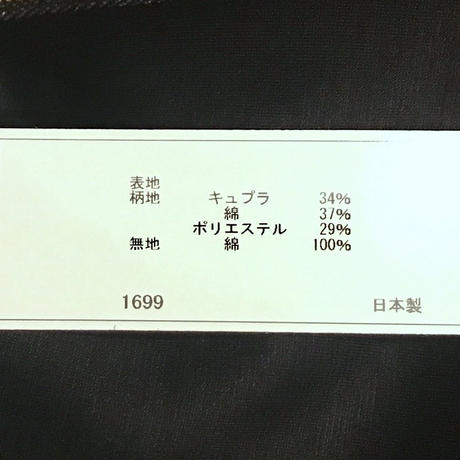 表地
柄地 キュプラ 34%
綿 37%
ポリエステル 29%
無地 綿 100%
1699 日本製